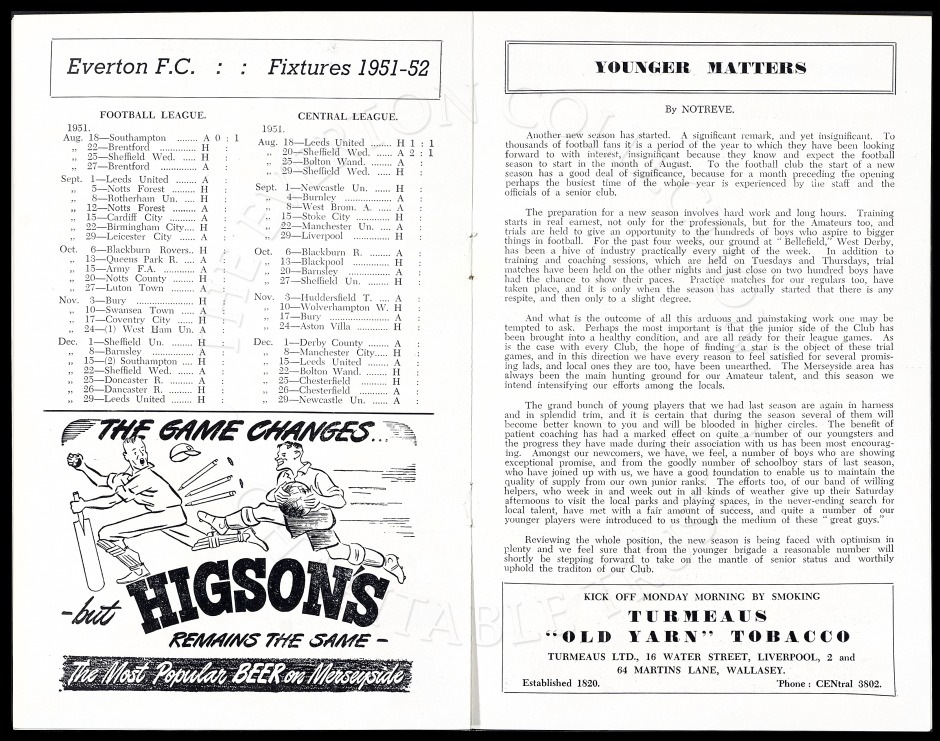 Everton F.C. : : Fixtures 1951-52
FOOTBALL LEAGUE.
1951.
Aug. 18—Southampton ........ A 0 : 1
„ 22—Brentford ............ H :
„ 25—Sheffield Wed. ..... H :
„ 27—Brentford ............ A :
Sept. 1—Leeds United ....... A :
„ 5—Notts Forest ........ H :
„ 8—Rotherham Un. .... H :
„ 12—Notts Forest ......... A :
„ 15—Cardiff City ......... A :
„ 22—Birmingham City.... H :
„ 29—Leicester City ....... A :
Oct. 6—Blackburn Rovers.. H :
„ 13—Queens Park R. .... A :
„ 15—Army F.A. ........... A :
„ 20—Notts County ....... H :
„ 27—Luton Town ........ A :
Nov. 3—Bury .................. H :
„ 10—Swansea Town ..... A :
„ 17—Coventry City ...... H :
„ 24—(1) West Ham Un. A :
Dec. 1—Sheffield Un. ........ H :
„ 8—Barnsley .............. A :
„ 15—(2) Southampton .... H :
„ 22—Sheffield Wed. ...... A :
„ 25—Doncaster R. ........ A :
„ 26—Dancaster R. ........ H :
„ 29—Leeds United ....... H :
CENTRAL LEAGUE.
1951.
Aug. 18—Leeds United ....... H 1 : 1
„ 20—Sheffield Wed. ...... A 2 : 1
„ 25—Bolton Wand. ....... A :
„ 29—Sheffield Wed. ...... H :
Sept. 1—Newcastle Un. ...... H :
„ 4—Burnley ............... A :
„ 8—West Brom. A. .... A :
„ 15—Stoke City ........... H :
„ 22—Manchester Un. .... A :
„ 29—Liverpool ............. H :
Oct. 6—Blackburn R. ........ A :
„ 13—Blackpool ............. H :
„ 20—Barnsley .............. A :
„ 27—Sheffield Un. ........ H :
Nov. 3—Huddersfield T. .... A :
„ 10—Wolverhampton W. H :
„ 17—Bury ................... A :
„ 24—Aston Villa ........... H :
Dec. 1—Derby County ...... A :
„ 8—Manchester City..... H :
„ 15—Leeds United ........ A :
„ 22—Bolton Wand. ....... H :
„ 25—Chesterfield .......... H :
„ 26—Chesterfield .......... A :
„ 29—Newcastle Un. ...... A :
THE GAME CHANGES...
-but HIGSON'S
REMAINS THE SAME -
The Most Popular BEER on Merseyside
YOUNGER MATTERS
By NOTREVE.
Another new season has started. A significant remark, and yet insignificant. To
thousands of football fans it is a period of the year to which they have been looking
forward to with interest, insignificant because they know and expect the football
season to start in the month of August. To the football club the start of a new
season has a good deal of significance, because for a month preceding the opening
perhaps the busiest time of the whole year is experienced by the staff and the
officials of a senior club.
The preparation for a new season involves hard work and long hours. Training
starts in real earnest, not only for the professionals, but for the Amateurs too, and
trials are held to give an opportunity to the hundreds of boys who aspire to bigger
things in football. For the past four weeks, our ground at “ Bellefield,” West Derby,
has been a hive of industry practically every night of the week. In addition to
training and coaching sessions, which are held on Tuesdays and Thursdays, trial
matches have been held on the other nights and just close on two hundred boys have
had the chance to show their paces. Practice matches for our regulars too, have
taken place, and it is only when the season has actually started that there is any
respite, and then only to a slight degree.
And what is the outcome of all this arduous and painstaking work one may be
tempted to ask. Perhaps the most important is that the junior side of the Club has
been brought into a healthy condition, and are all ready for their league games. As
is the case with every Club, the hope of finding a star is the object of these trial
games, and in this direction we have every reason to feel satisfied for several promis-
ing lads, and local ones they are too, have been unearthed. The Merseyside area has
always been the main hunting ground for our Amateur talent, and this season we
intend intensifying our efforts among the locals.
The grand bunch of young players that we had last season are again in harness
and in splendid trim, and it is certain that during the season several of them will
become better known to you and will be blooded in higher circles. The benefit of
patient coaching has had a marked effect on quite a number of our youngsters and
the progress they have made during their association with us has been most encourag-
ing. Amongst our newcomers, we have, we feel, a number of boys who are showing
exceptional promise, and from the goodly number of schoolboy stars of last season,
who have joined up with us, we have a good foundation to enable us to maintain the
quality of supply from our own junior ranks. The efforts too, of our band of willing
helpers, who week in and week out in all kinds of weather give up their Saturday
afternoons to visit the local parks and playing spaces, in the never-ending search for
local talent, have met with a fair amount of success, and quite a number of our
younger players were introduced to us through the medium of these “ great guys.”
Reviewing the whole position, the new season is being faced with optimism in
plenty and we feel sure that from the younger brigade a reasonable number will
shortly be stepping forward to take on the mantle of senior status and worthily
uphold the traditon of our Club.
KICK OFF MONDAY MORNING BY SMOKING
TURMEAUS
“OLD YARN” TOBACCO
TURMEAUS LTD., 16 WATER STREET, LIVERPOOL, 2 and
64 MARTINS LANE, WALLASEY.
Established 1820. 'Phone : CENtral 3802.